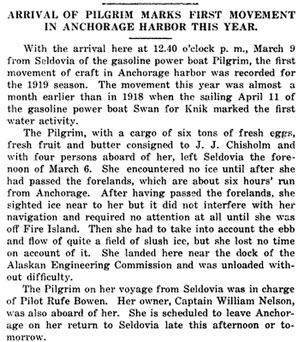 ARRIVAL OF PILGRIM MARKS FIRST MOVEMENT
IN ANCHORAGE HARBOR THIS YEAR.
With the arrival here at 12.40 o'clock p. m., March 9
from Seldovia of the gasoline power boat Pilgrim, the first
movement of craft in Anchorage harbor was recorded for
the 1919 season. The movement this year was almost a
month earlier than in 1918 when the sailing April 11 of
the gasoline power boat Swan for Knik marked the first
water activity.
The Pilgrim, with a cargo of six tons of fresh eggs,
fresh fruit and butter consigned to J. J. Chisholm and
with four persons aboard of her, left Seldovia the fore-
noon of March 6. She encountered no ice until after she
had passed the forelands, which are about six hours' run
from Anchorage. After having passed the forelands, she
sighted ice near to her but it did not interfere with her
navigation and required no attention at all until she was
off Fire Island. Then she had to take into account the ebb
and flow of quite a field of slush ice, but she lost no time
on account of it. She landed here near the dock of the
Alaskan Engineering Commission and was unloaded with-
out difficulty.
The Pilgrim on her voyage from Seldovia was in charge
of Pilot Rufe Bowen. Her owner, Captain William Nelson,
was also aboard of her. She is scheduled to leave Anchor-
age on her return to Seldovia late this afternoon or to-
morrow.